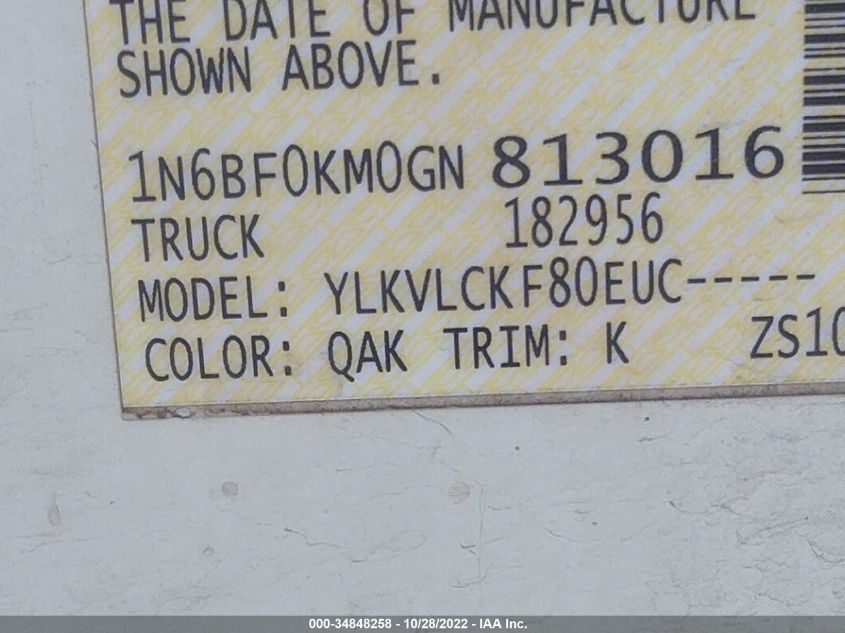 THE DATE OF MANUFACTURE
SHOWN ABOVE.
1N6BF0KM0GN 813016
TRUCK 182956
MODEL: YLKVLCKF80EUC-----
COLOR: QAK TRIM: K ZS10
000-34848258 - 10/28/2022 - IAA Inc.